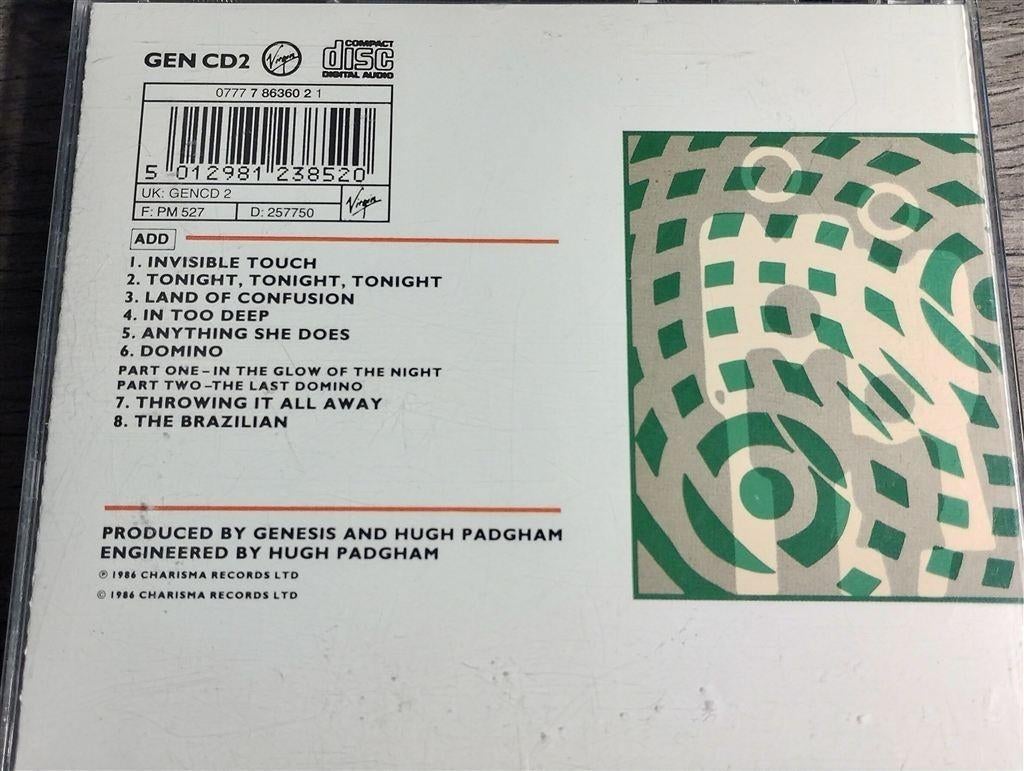 GEN CD2 Virgin COMPACT disc DIGITAL AUDIO
0777 7 86360 2 1
5 012981 238520
UK: GENCD 2
F: PM 527 D: 257750 Virgin
ADD
1. INVISIBLE TOUCH
2. TONIGHT, TONIGHT, TONIGHT
3. LAND OF CONFUSION
4. IN TOO DEEP
5. ANYTHING SHE DOES
6. DOMINO
PART ONE–IN THE GLOW OF THE NIGHT
PART TWO–THE LAST DOMINO
7. THROWING IT ALL AWAY
8. THE BRAZILIAN
PRODUCED BY GENESIS AND HUGH PADGHAM
ENGINEERED BY HUGH PADGHAM
℗ 1986 CHARISMA RECORDS LTD
© 1986 CHARISMA RECORDS LTD